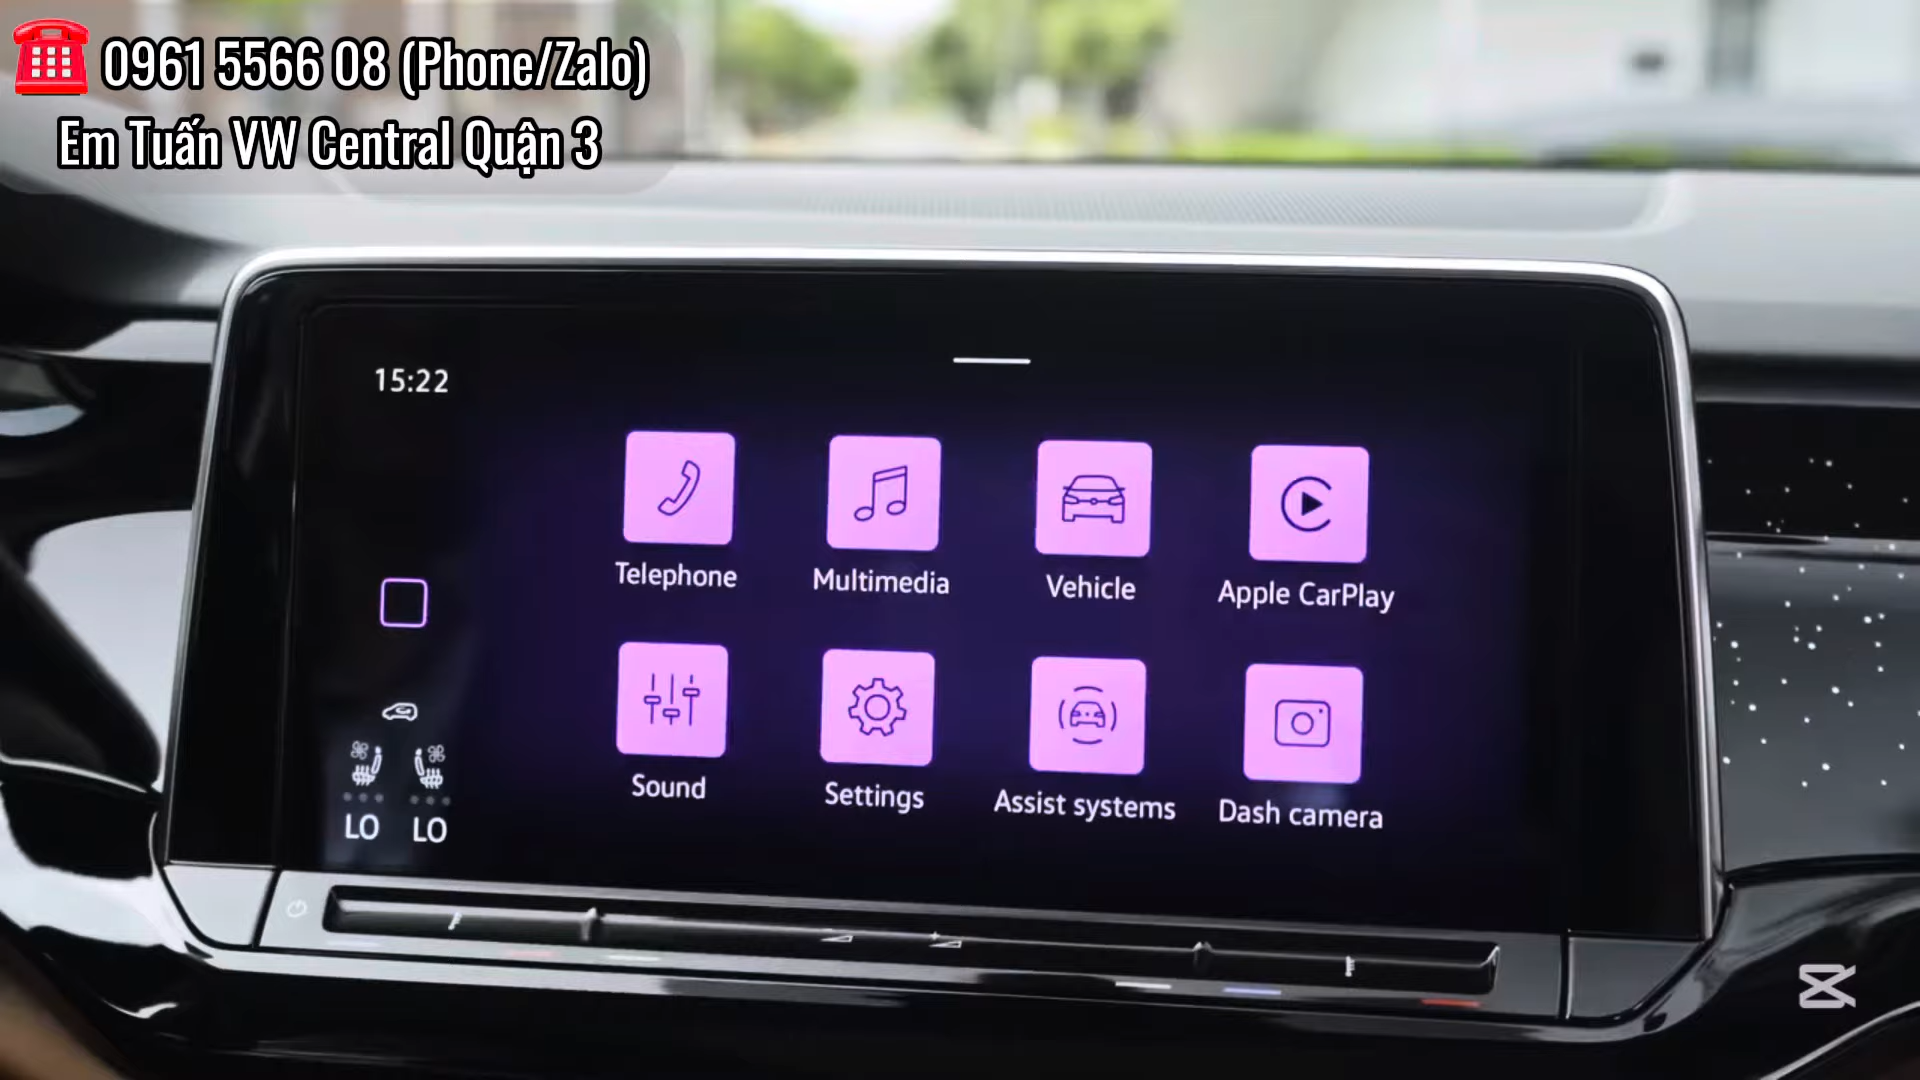 0961 5566 08 (Phone/Zalo)
Em Tuấn VW Central Quận 3
15:22
Telephone
Multimedia
Vehicle
Apple CarPlay
Sound
Settings
Assist systems
Dash camera
LO LO